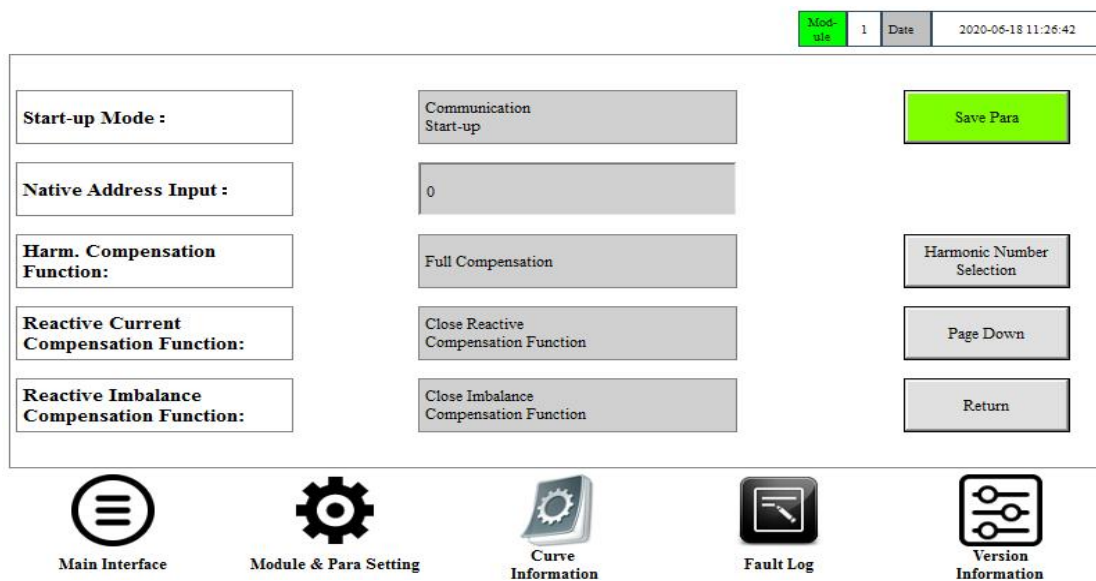 Mod-
ule
1
Date
2020-06-18 11:26:42
Start-up Mode :
Communication
Start-up
Save Para
Native Address Input :
0
Harm. Compensation
Function:
Full Compensation
Harmonic Number
Selection
Reactive Current
Compensation Function:
Close Reactive
Compensation Function
Page Down
Reactive Imbalance
Compensation Function:
Close Imbalance
Compensation Function
Return
Main Interface
Module & Para Setting
Curve
Information
Fault Log
Version
Information